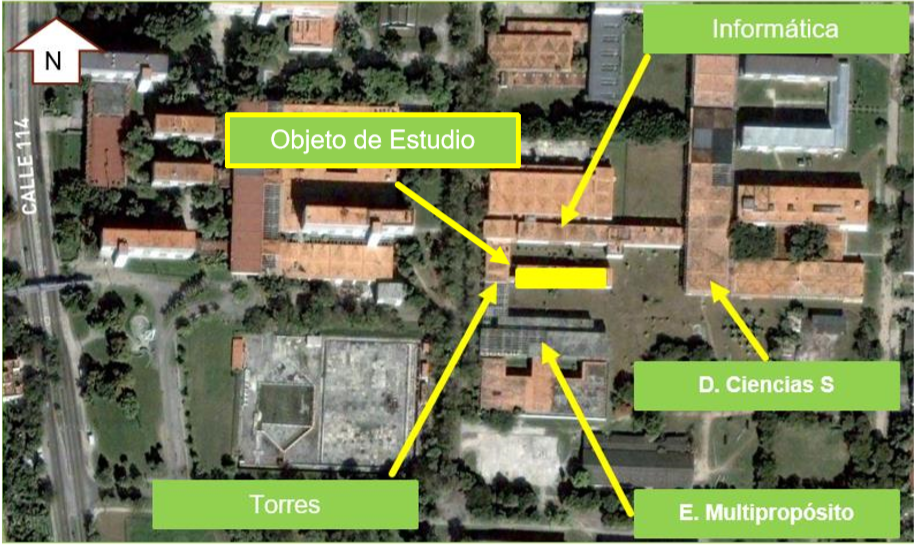 Informática
N
CALLE 114
Objeto de Estudio
D. Ciencias S
Torres
E. Multipropósito